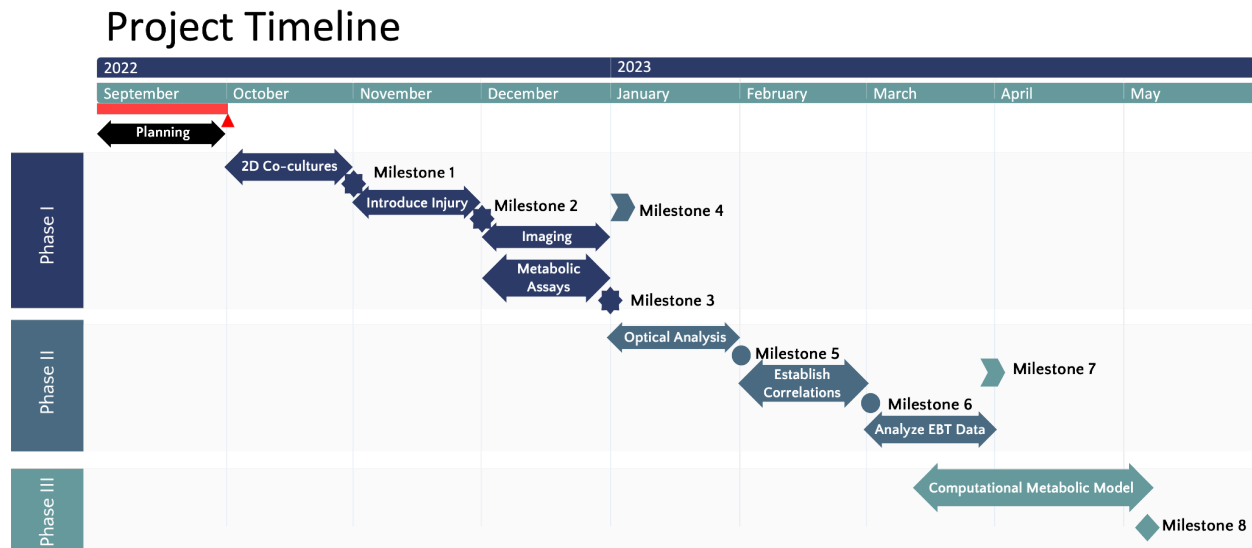 Project Timeline
2022 2023
September October November December January February March April May
Planning
Phase I
2D Co-cultures
Milestone 1
Introduce Injury
Milestone 2
Milestone 4
Imaging
Metabolic
Assays
Milestone 3
Phase II
Optical Analysis
Milestone 5
Establish
Correlations
Milestone 7
Milestone 6
Analyze EBT Data
Phase III
Computational Metabolic Model
Milestone 8